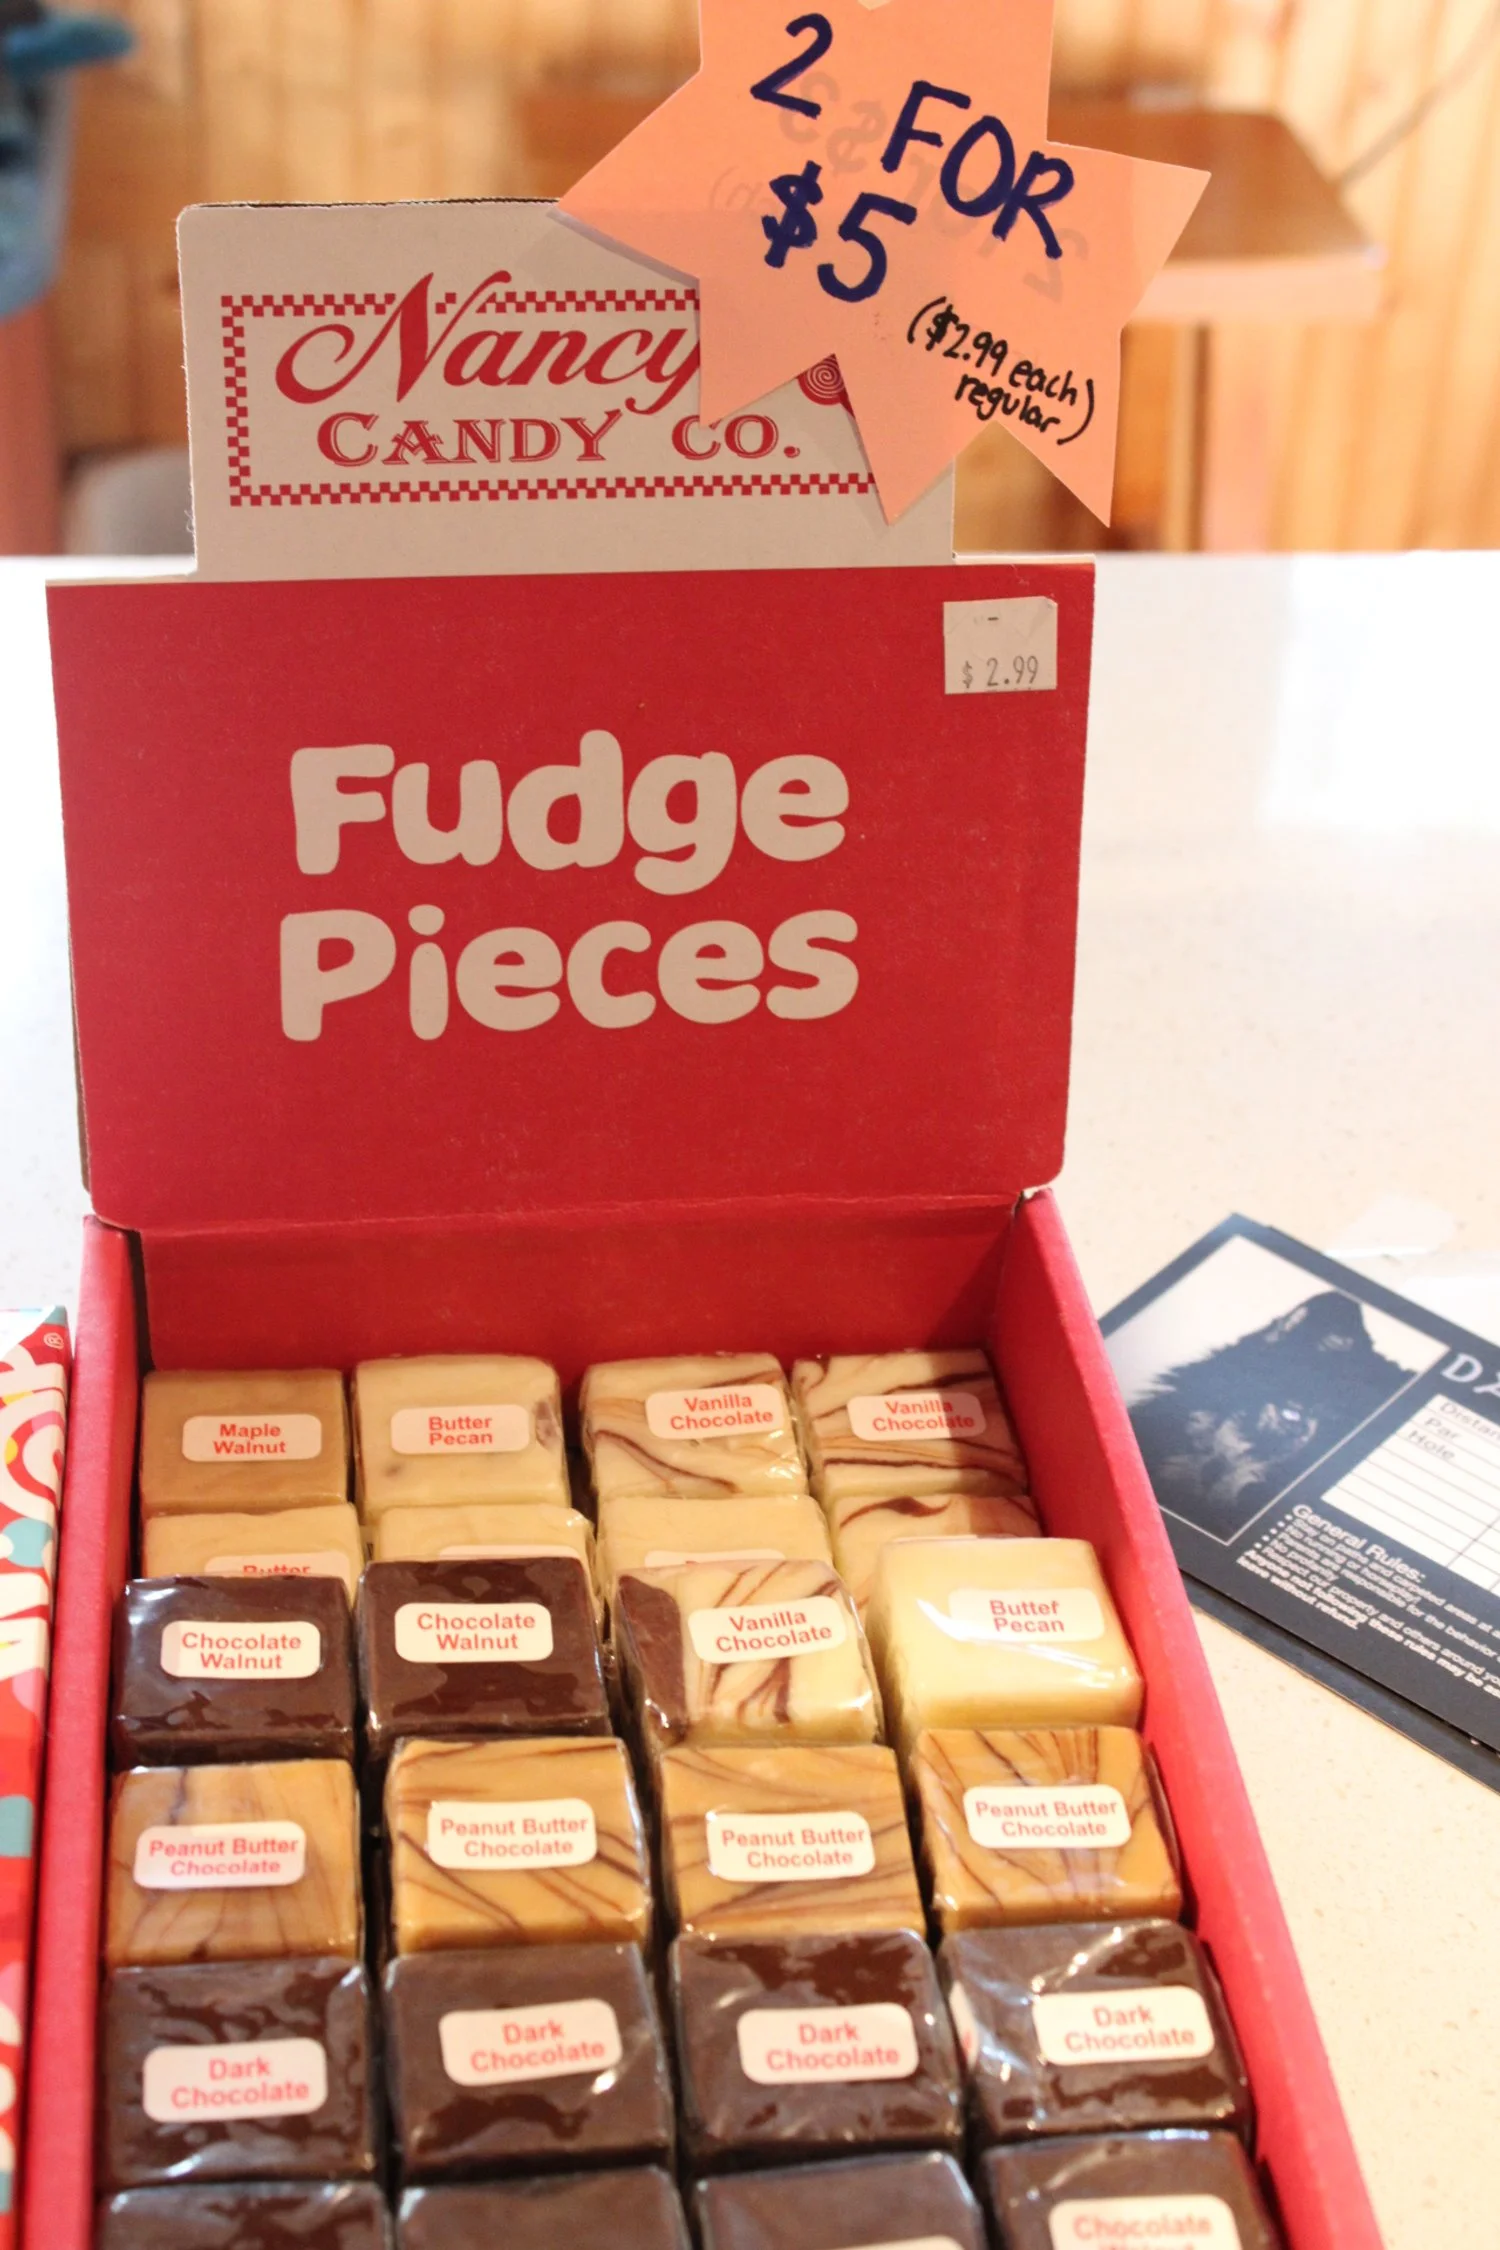 2 FOR
$5
($2.99 each)
regular
Nancy
CANDY CO.
$ 2.99
Fudge
Pieces
Maple
Walnut
Butter
Pecan
Vanilla
Chocolate
Vanilla
Chocolate
Butter
Chocolate
Walnut
Chocolate
Walnut
Vanilla
Chocolate
Butter
Pecan
Peanut Butter
Chocolate
Peanut Butter
Chocolate
Peanut Butter
Chocolate
Peanut Butter
Chocolate
Dark
Chocolate
Dark
Chocolate
Dark
Chocolate
Dark
Chocolate
Chocolate
Par
Hole
General Rules: